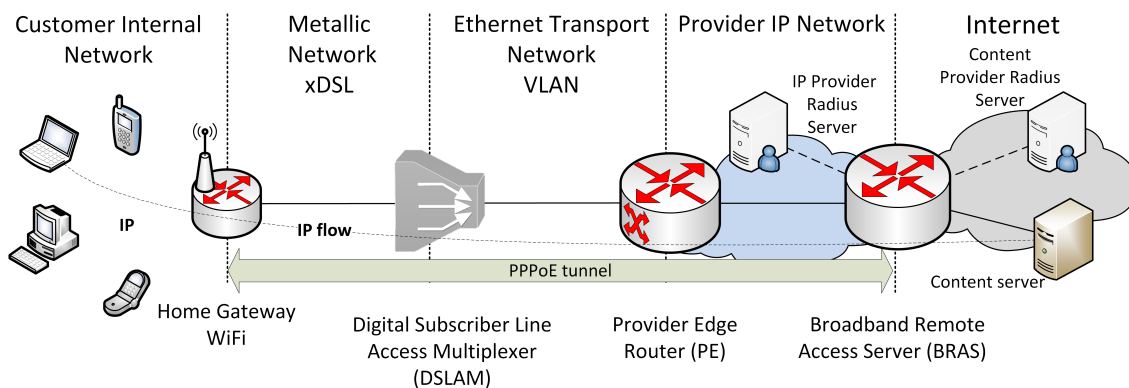 Customer Internal
Network
Metallic
Network
xDSL
Ethernet Transport
Network
VLAN
Provider IP Network
Internet
IP Provider
Radius
Server
Content
Provider Radius
Server
IP
IP flow
PPPoE tunnel
Content server
Home Gateway
WiFi
Digital Subscriber Line
Access Multiplexer
(DSLAM)
Provider Edge
Router (PE)
Broadband Remote
Access Server (BRAS)